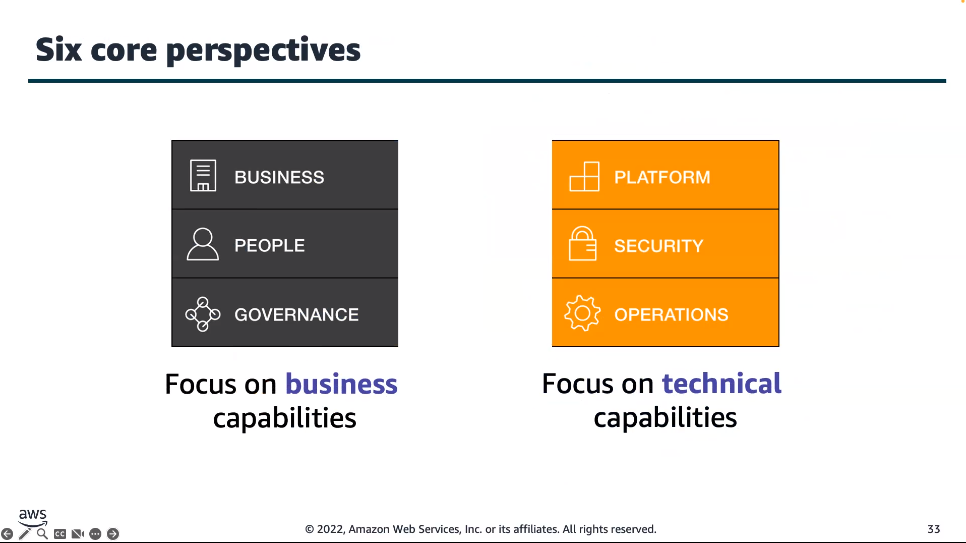 Six core perspectives
BUSINESS
PEOPLE
GOVERNANCE
Focus on business
capabilities
PLATFORM
SECURITY
OPERATIONS
Focus on technical
capabilities
aws
CC
© 2022, Amazon Web Services, Inc. or its affiliates. All rights reserved.
33